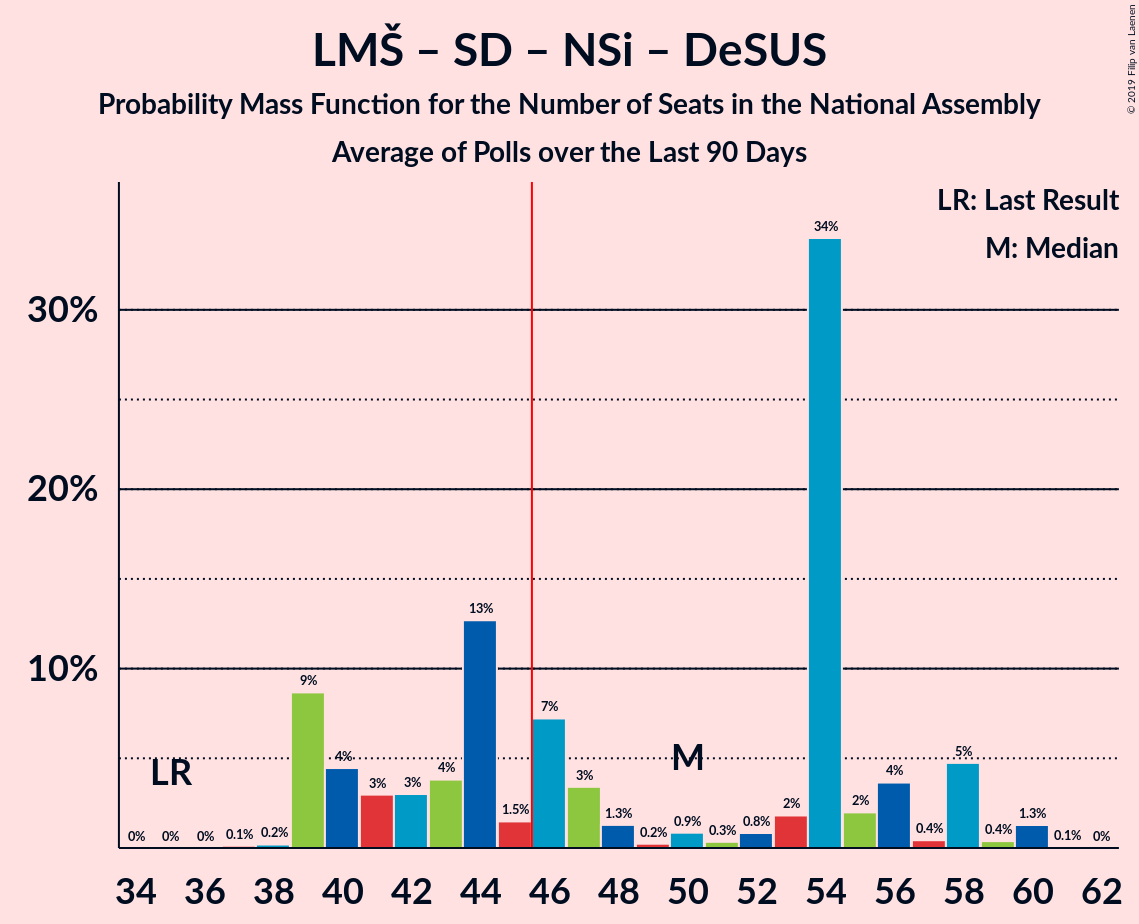 LMŠ – SD – NSi – DeSUS
Probability Mass Function for the Number of Seats in the National Assembly
Average of Polls over the Last 90 Days
© 2019 Filip van Laenen
LR: Last Result
M: Median
30%
20%
10%
LR
M
0% 0% 0% 0.1% 0.2% 9% 4% 3% 3% 4% 13% 1.5% 7% 3% 1.3% 0.2% 0.9% 0.3% 0.8% 2% 34% 2% 4% 0.4% 5% 0.4% 1.3% 0.1% 0%
34 36 38 40 42 44 46 48 50 52 54 56 58 60 62